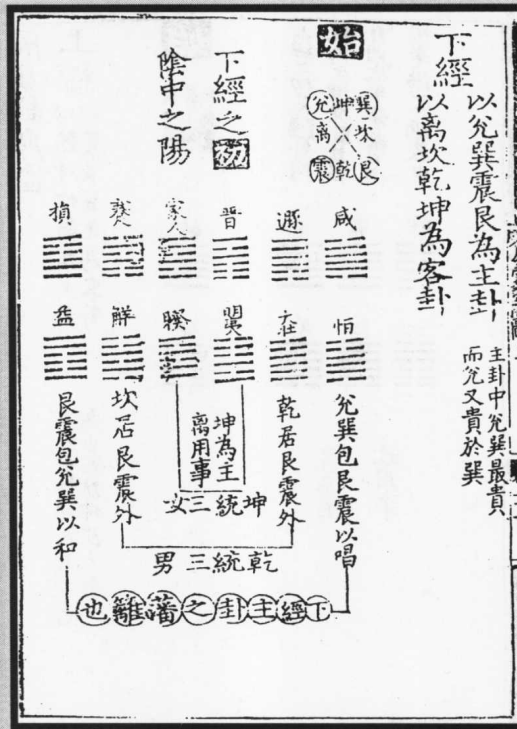 下經
以兌巽震艮為主卦,
以离坎乾坤為客卦,
主卦中兌巽最貴
而兌又貴於巽
始
兌坤巽
离坎
震乾艮
下經之初
陰中之陽
咸
遯
晋
家人
蹇
損
恒
大壯
明夷
睽
解
益
兌巽包艮震以唱
乾居艮震外
坤為主
离用事
坎居艮震外
艮震包兌巽以和
坤統三女
乾統三男
下經主卦之藩籬也